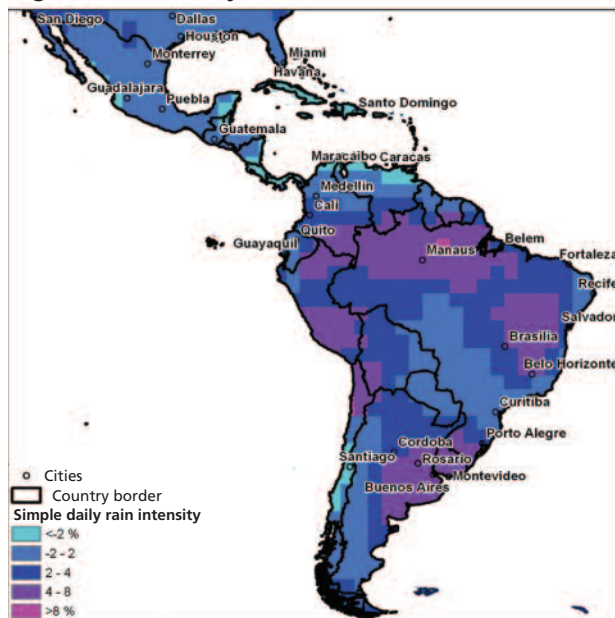 San Diego
Dallas
Houston
Monterrey
Miami
Havana
Guadalajara
Puebla
Santo Domingo
Guatemala
Maracaibo
Caracas
Medellin
Cali
Quito
Guayaquil
Manaus
Belem
Fortaleza
Recife
Salvador
Brasilia
Belo Horizonte
Curitiba
Porto Alegre
Cordoba
Santiago
Rosario
Montevideo
Buenos Aires
Cities
Country border
Simple daily rain intensity
<-2 %
-2 - 2
2 - 4
4 - 8
>8 %